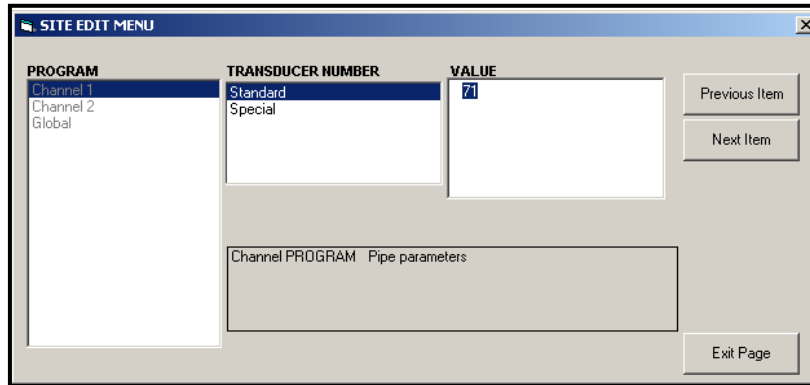 SITE EDIT MENU
PROGRAM
Channel 1
Channel 2
Global
TRANSDUCER NUMBER
Standard
Special
VALUE
71
Previous Item
Next Item
Channel PROGRAM Pipe parameters
Exit Page